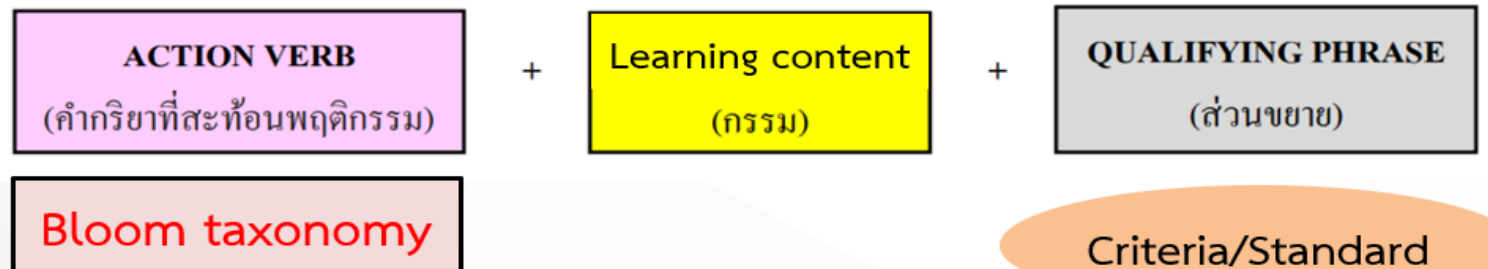 ACTION VERB
(คำกริยาที่สะท้อนพฤติกรรม)
+
Learning content
(กรรม)
+
QUALIFYING PHRASE
(ส่วนขยาย)
Bloom taxonomy
Criteria/Standard